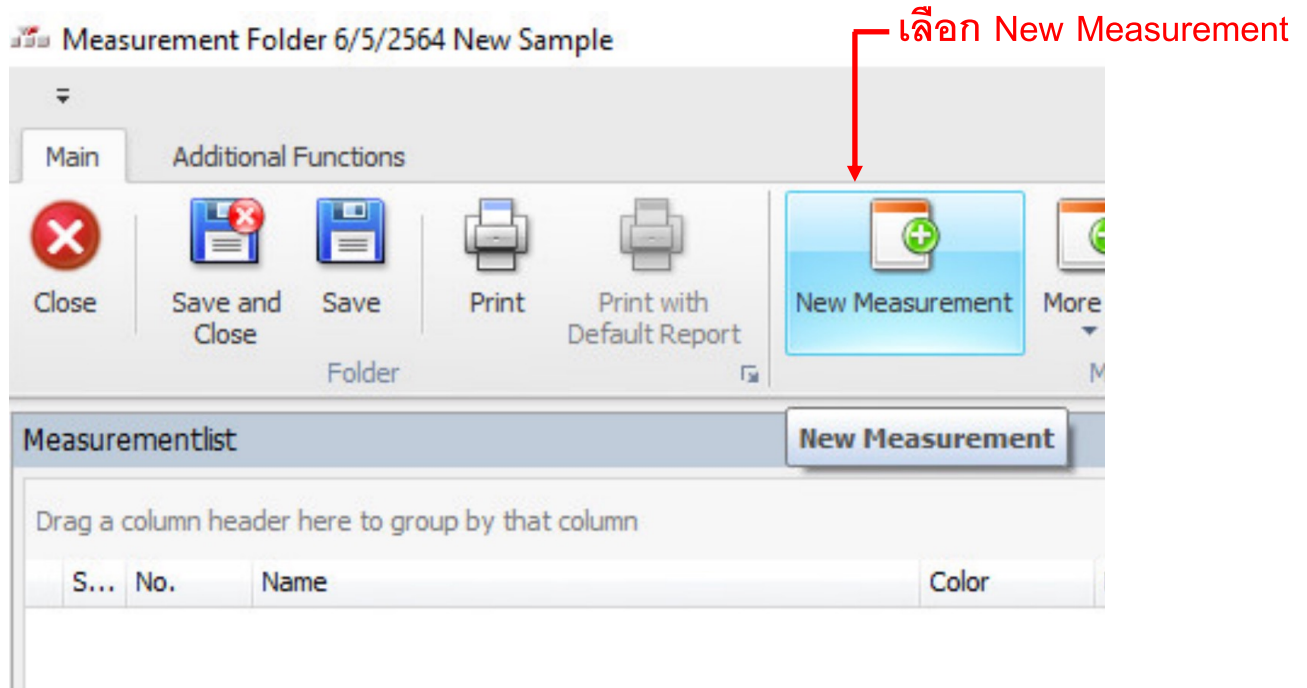 เลือก New Measurement
Measurement Folder 6/5/2564 New Sample
Main Additional Functions
Close Save and Close Save Print Print with Default Report New Measurement More
Folder M
Measurementlist
New Measurement
Drag a column header here to group by that column
S... No. Name Color